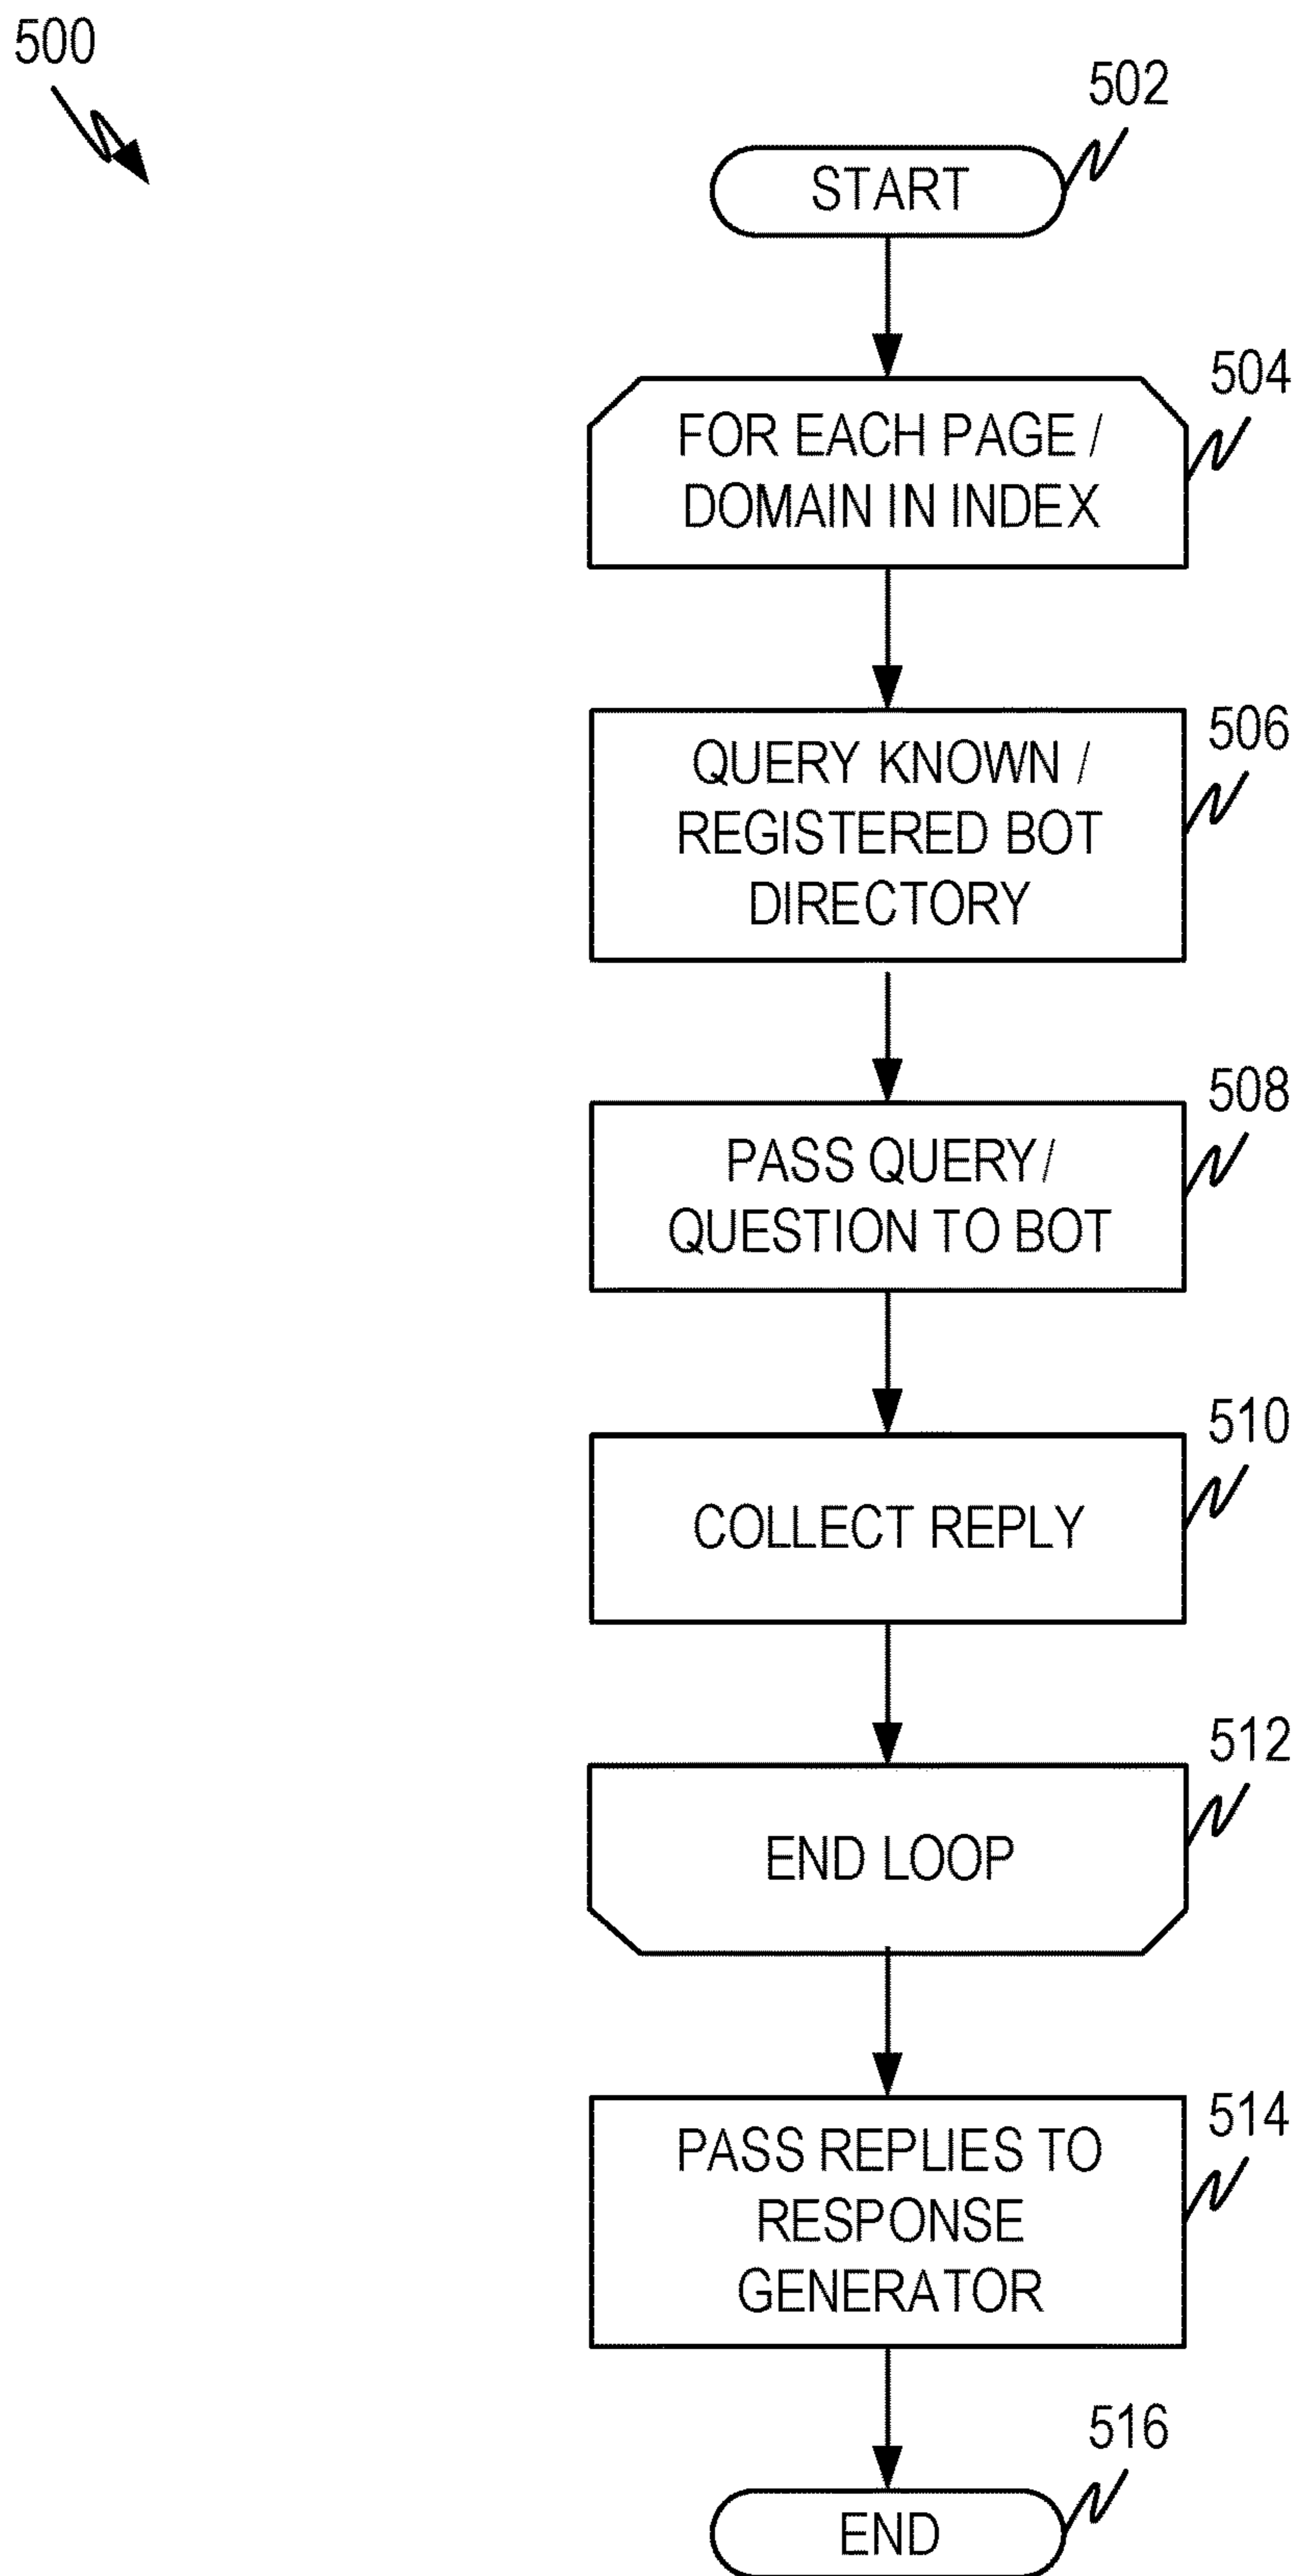 500
502
START
504
FOR EACH PAGE /
DOMAIN IN INDEX
506
QUERY KNOWN /
REGISTERED BOT
DIRECTORY
508
PASS QUERY/
QUESTION TO BOT
510
COLLECT REPLY
512
END LOOP
514
PASS REPLIES TO
RESPONSE
GENERATOR
516
END